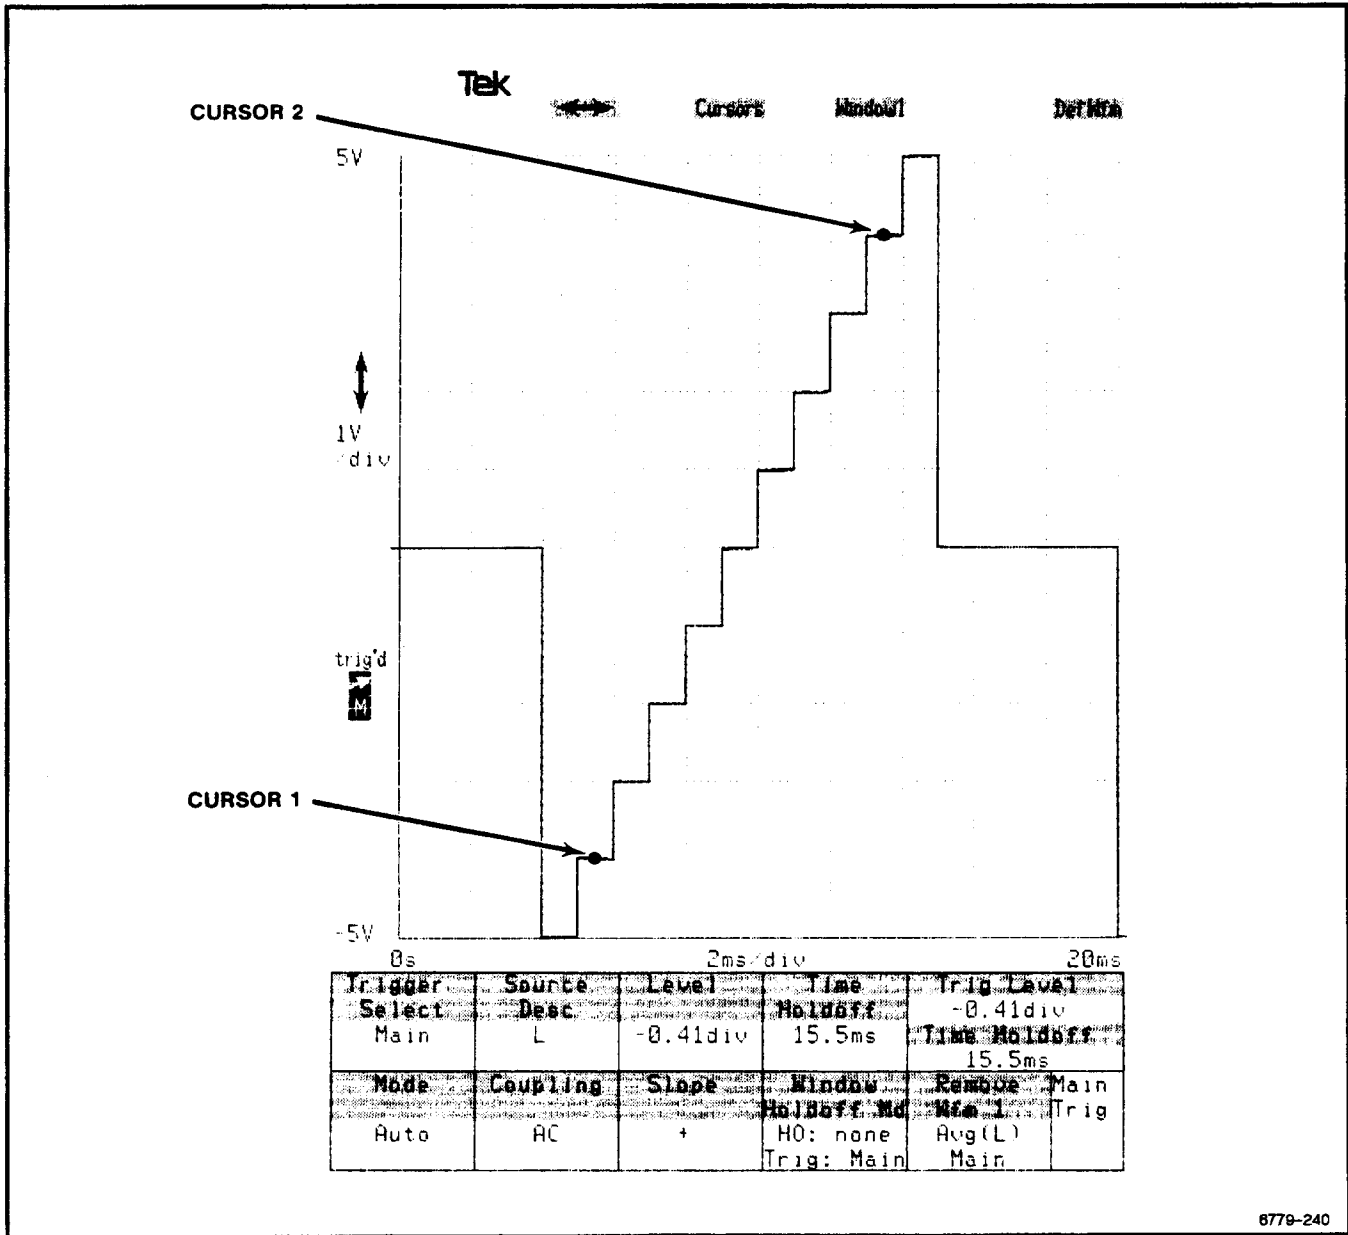 Tek
CURSOR 2
Cursors Window1 DefWfm
5V
1V
/div
trig'd
M
CURSOR 1
-5V
0s 2ms/div 20ms
Trigger Select Source Desc Level Time Holdoff Trig Level
Main L -0.41div 15.5ms -0.41div
Time Holdoff
15.5ms
Mode Coupling Slope Window Holdoff Md Remove Wfm 1 Main Trig
Auto AC + HO: none Avg(L)
Trig: Main Main
6779-240